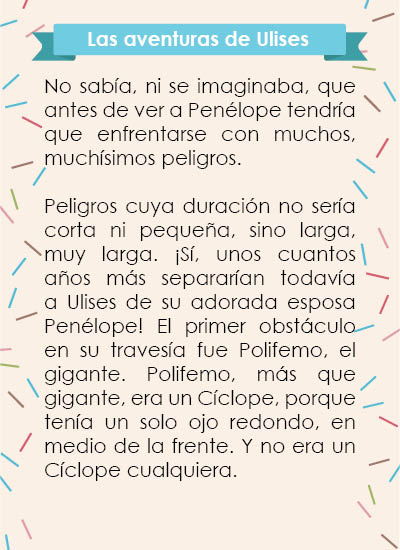 Las aventuras de Ulises
No sabía, ni se imaginaba, que
antes de ver a Penélope tendría
que enfrentarse con muchos,
muchísimos peligros.
Peligros cuya duración no sería
corta ni pequeña, sino larga,
muy larga. ¡Sí, unos cuantos
años más separarían todavía
a Ulises de su adorada esposa
Penélope! El primer obstáculo
en su travesía fue Polifemo, el
gigante. Polifemo, más que
gigante, era un Cíclope, porque
tenía un solo ojo redondo, en
medio de la frente. Y no era un
Cíclope cualquiera.